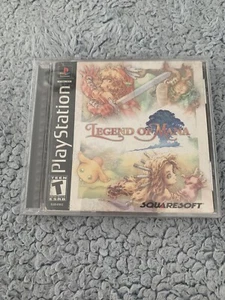 PlayStation
LEGEND OF MANA
T
TEEN
SQUARESOFT